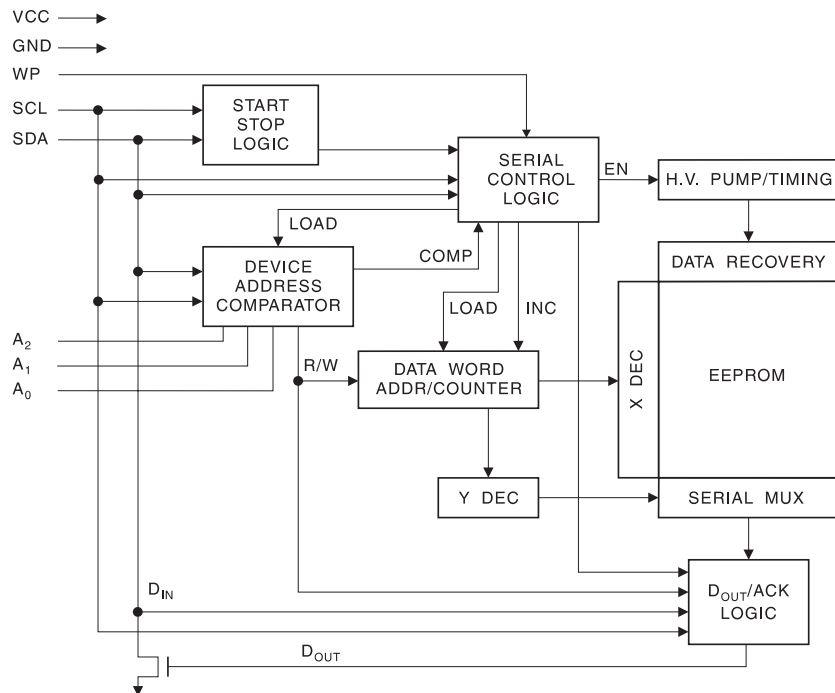 VCC
GND
WP
SCL
SDA
START
STOP
LOGIC
SERIAL
CONTROL
LOGIC
EN
H.V. PUMP/TIMING
LOAD
COMP
DEVICE
ADDRESS
COMPARATOR
DATA RECOVERY
LOAD
INC
A2
A1
A0
R/W
DATA WORD
ADDR/COUNTER
X DEC
EEPROM
Y DEC
SERIAL MUX
DIN
DOUT/ACK
LOGIC
DOUT